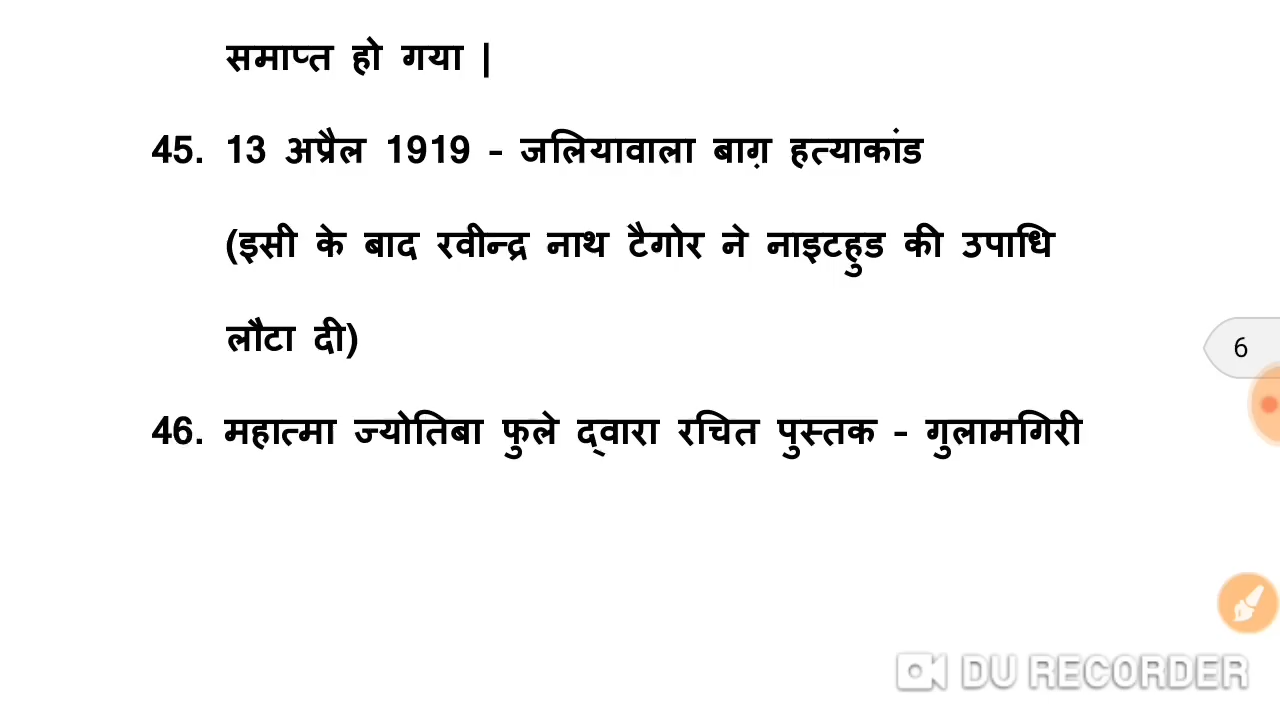 समाप्त हो गया |
45. 13 अप्रैल 1919 - जलियावाला बाग़ हत्याकांड
(इसी के बाद रवीन्द्र नाथ टैगोर ने नाइटहुड की उपाधि
लौटा दी)
6
46. महात्मा ज्योतिबा फुले द्वारा रचित पुस्तक - गुलामगिरी
DU RECORDER